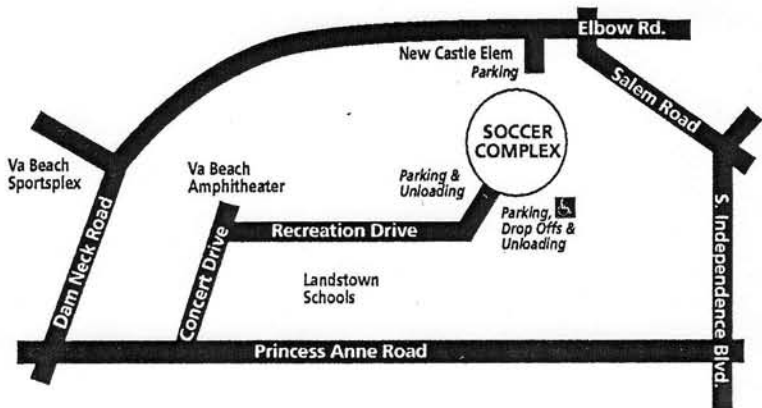 Elbow Rd.
New Castle Elem
Parking
Salem Road
SOCCER
COMPLEX
Va Beach
Sportsplex
Va Beach
Amphitheater
Parking &
Unloading
Parking,
Drop Offs &
Unloading
Recreation Drive
Dam Neck Road
Concert Drive
Landstown
Schools
S. Independence Blvd.
Princess Anne Road